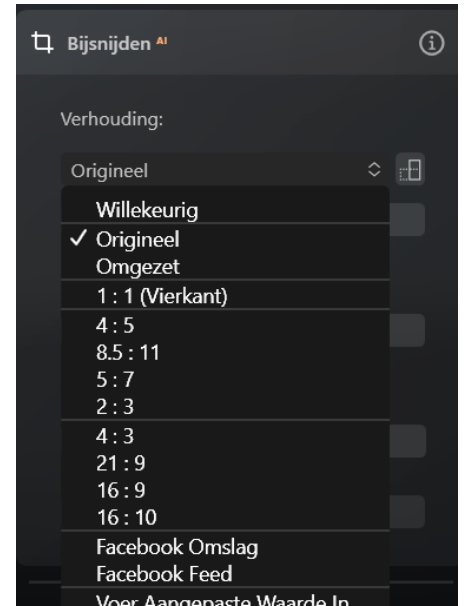 Bijsnijden AI
Verhouding:
Origineel
Willekeurig
✓ Origineel
Omgezet
1 : 1 (Vierkant)
4 : 5
8.5 : 11
5 : 7
2 : 3
4 : 3
21 : 9
16 : 9
16 : 10
Facebook Omslag
Facebook Feed
Voer Aangepaste Waarde In